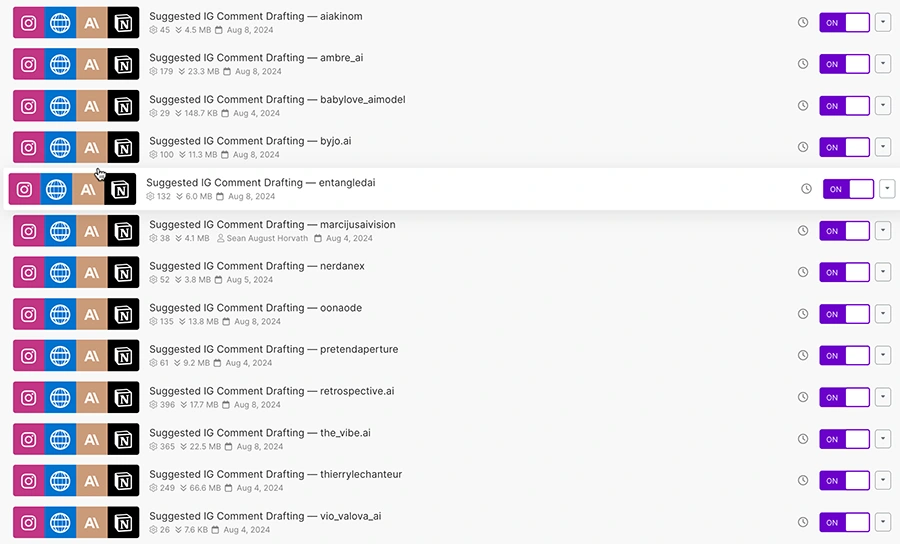 Suggested IG Comment Drafting — aiakinom
ON
45 4.5 MB Aug 8, 2024
Suggested IG Comment Drafting — ambre_ai
ON
179 23.3 MB Aug 8, 2024
Suggested IG Comment Drafting — babylove_aimodel
ON
29 148.7 KB Aug 4, 2024
Suggested IG Comment Drafting — byjo.ai
ON
100 11.3 MB Aug 8, 2024
Suggested IG Comment Drafting — entangledai
ON
132 6.0 MB Aug 8, 2024
Suggested IG Comment Drafting — marcijusaivision
ON
38 4.1 MB Sean August Horvath Aug 4, 2024
Suggested IG Comment Drafting — nerdanex
ON
52 3.8 MB Aug 5, 2024
Suggested IG Comment Drafting — oonaode
ON
135 13.8 MB Aug 8, 2024
Suggested IG Comment Drafting — pretendaperture
ON
61 9.2 MB Aug 4, 2024
Suggested IG Comment Drafting — retrospective.ai
ON
396 17.7 MB Aug 8, 2024
Suggested IG Comment Drafting — the_vibe.ai
ON
365 22.5 MB Aug 8, 2024
Suggested IG Comment Drafting — thierrylechanteur
ON
249 66.6 MB Aug 4, 2024
Suggested IG Comment Drafting — vio_valova_ai
ON
26 7.6 KB Aug 4, 2024